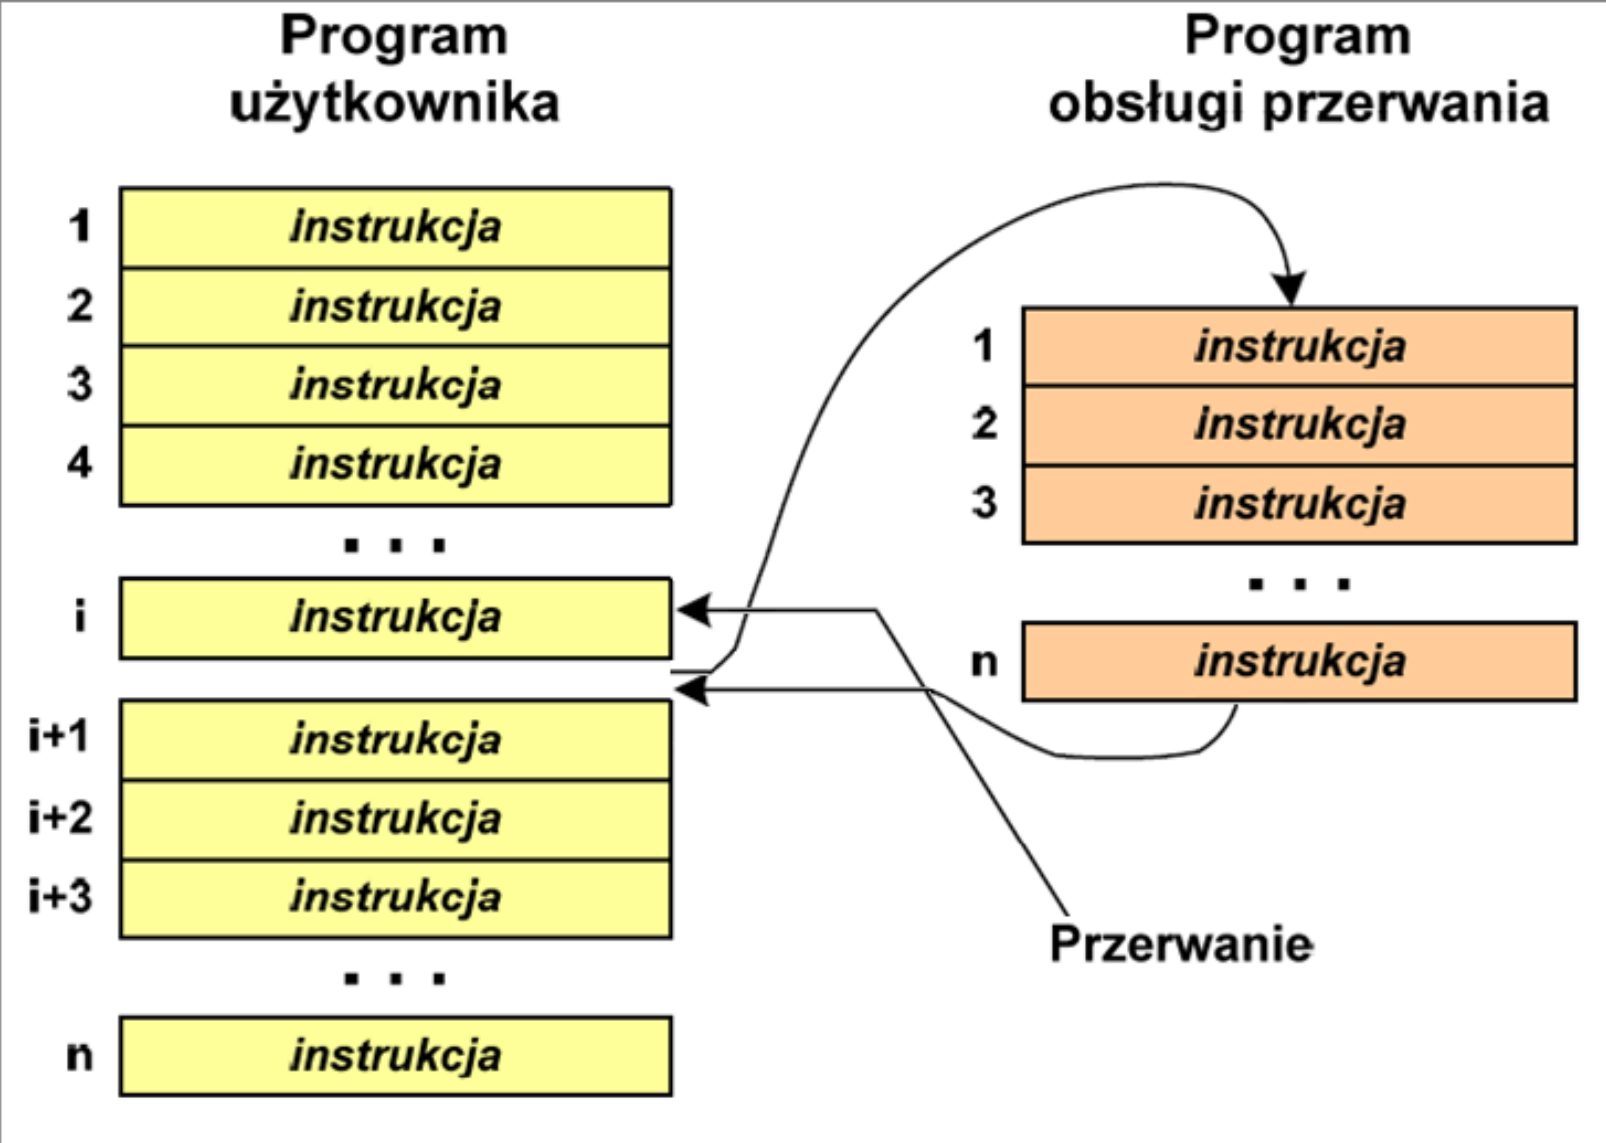 Program
użytkownika
1 instrukcja
2 instrukcja
3 instrukcja
4 instrukcja
. . .
i instrukcja
i+1 instrukcja
i+2 instrukcja
i+3 instrukcja
. . .
n instrukcja
Program
obsługi przerwania
1 instrukcja
2 instrukcja
3 instrukcja
. . .
n instrukcja
Przerwanie